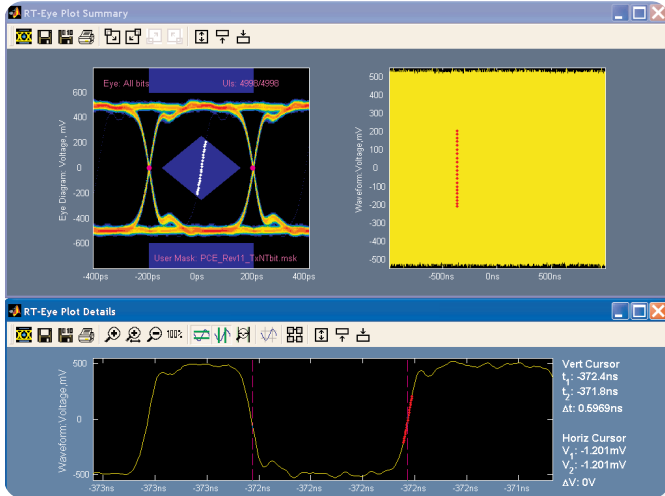 RT-Eye Plot Summary
Eye: All bits
UIs: 4998/4998
600
400
200
0
-200
-400
-600
Eye Diagram: Voltage, mV
User Mask: PCE_Rev11_TxNTbit.msk
-400ps
-200ps
0ps
200ps
400ps
500
400
300
200
100
0
-100
-200
-300
-400
-500
Waveform:Voltage,mV
-500ns
0ns
500ns
RT-Eye Plot Details
100%
500
0
-500
Waveform:Voltage,mV
-373ns
-373ns
-372ns
-372ns
-372ns
-372ns
-372ns
-371ns
Vert Cursor
t1: -372.4ns
t2: -371.8ns
Δt: 0.5969ns
Horiz Cursor
V1: -1.201mV
V2: -1.201mV
ΔV: 0V